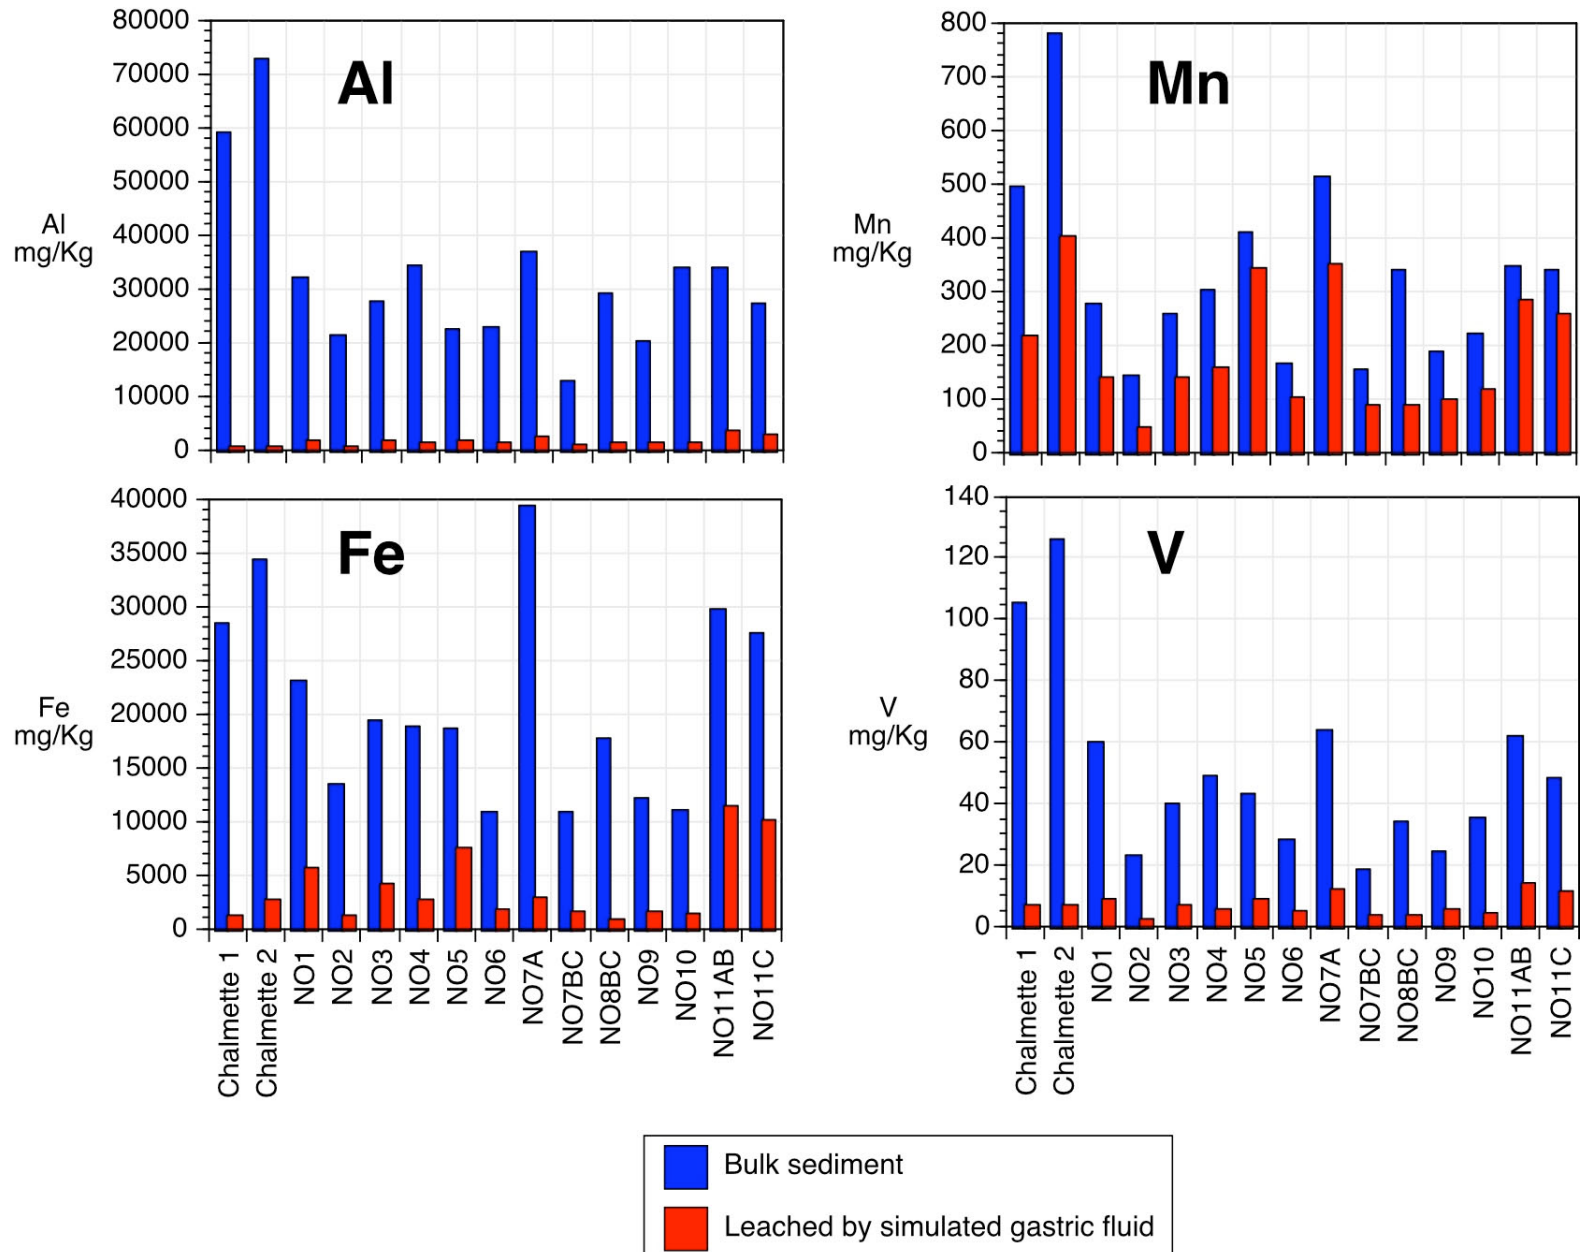 80000
70000
60000
50000
40000
30000
20000
10000
0
Al
mg/Kg
Al
800
700
600
500
400
300
200
100
0
Mn
mg/Kg
Mn
40000
35000
30000
25000
20000
15000
10000
5000
0
Fe
mg/Kg
Fe
Chalmette 1
Chalmette 2
NO1
NO2
NO3
NO4
NO5
NO6
NO7A
NO7BC
NO8BC
NO9
NO10
NO11AB
NO11C
140
120
100
80
60
40
20
0
V
mg/Kg
V
Chalmette 1
Chalmette 2
NO1
NO2
NO3
NO4
NO5
NO6
NO7A
NO7BC
NO8BC
NO9
NO10
NO11AB
NO11C
Bulk sediment
Leached by simulated gastric fluid